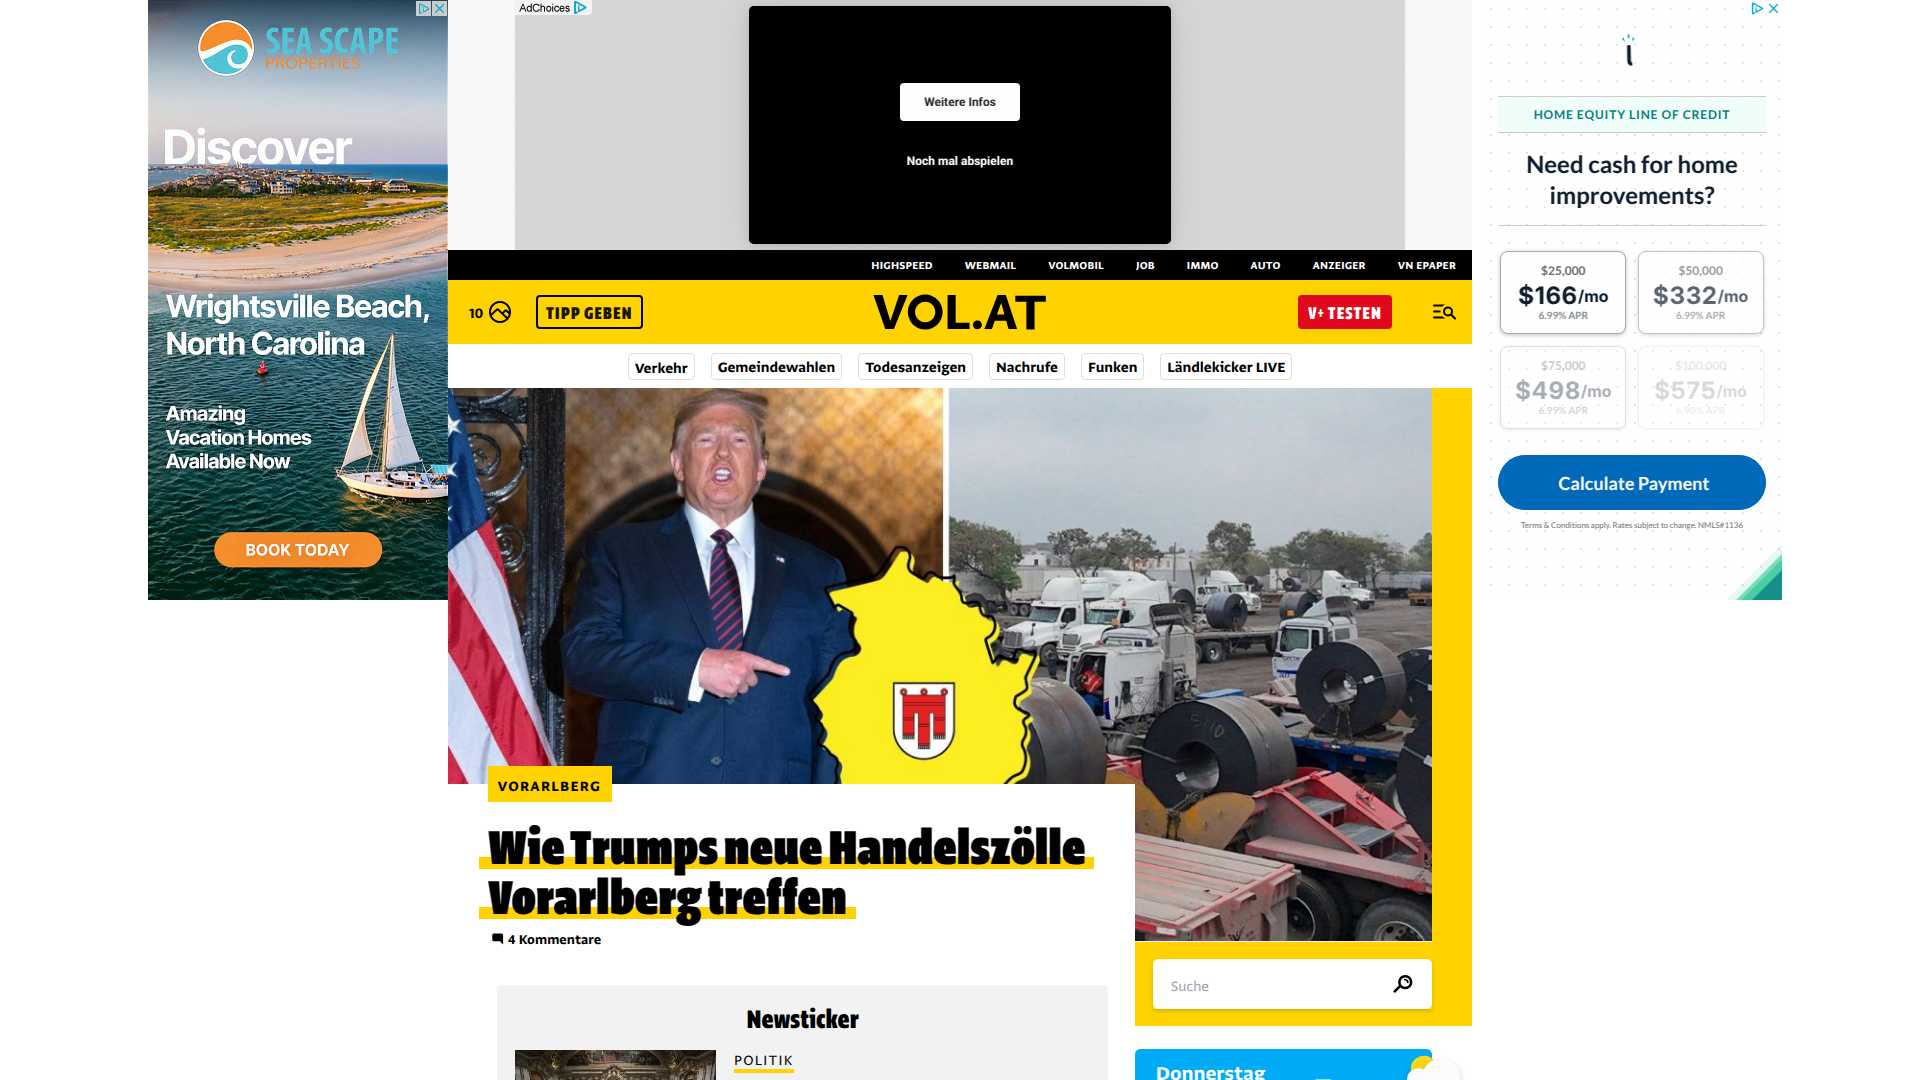 SEA SCAPE
PROPERTIES
Discover
Wrightsville Beach,
North Carolina
Amazing
Vacation Homes
Available Now
BOOK TODAY
AdChoices
Weitere Infos
Noch mal abspielen
HIGHSPEED WEBMAIL VOLMOBIL JOB IMMO AUTO ANZEIGER VN EPAPER
10 TIPP GEBEN VOL.AT V+ TESTEN
Verkehr Gemeindewahlen Todesanzeigen Nachrufe Funken Ländlekicker LIVE
VORARLBERG
Wie Trumps neue Handelszölle
Vorarlberg treffen
4 Kommentare
Suche
Newsticker
POLITIK
Donnerstag
HOME EQUITY LINE OF CREDIT
Need cash for home
improvements?
$25,000 $50,000
$166/mo $332/mo
6.99% APR 6.99% APR
$75,000 $100,000
$498/mo $575/mo
6.99% APR 6.99% APR
Calculate Payment
Terms & Conditions apply. Rates subject to change. NMLS#1136